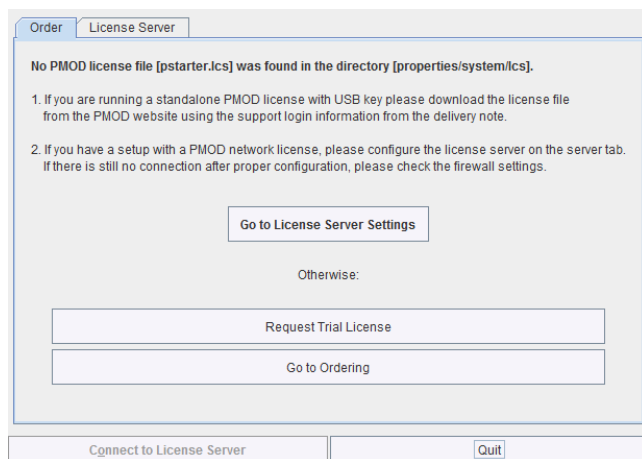 Order
License Server
No PMOD license file [pstarter.lcs] was found in the directory [properties/system/lcs].
1. If you are running a standalone PMOD license with USB key please download the license file
from the PMOD website using the support login information from the delivery note.
2. If you have a setup with a PMOD network license, please configure the license server on the server tab.
If there is still no connection after proper configuration, please check the firewall settings.
Go to License Server Settings
Otherwise:
Request Trial License
Go to Ordering
Connect to License Server
Quit